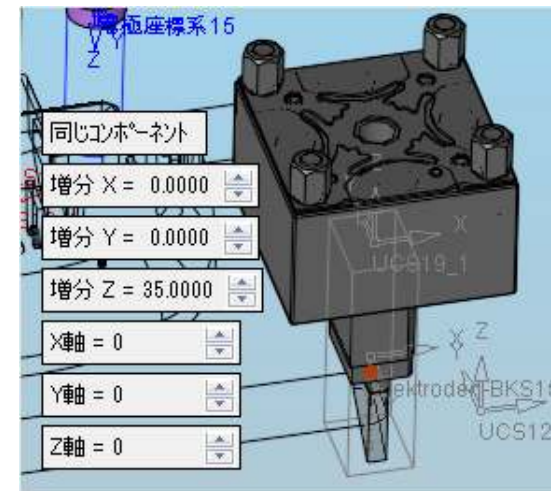 電極座標系15
Z
同じコンポーネント
増分 X = 0.0000
増分 Y = 0.0000
増分 Z = 35.0000
X軸 = 0
Y軸 = 0
Z軸 = 0
X
UCS19_1
Z
Elektroden-BKS1
UCS12